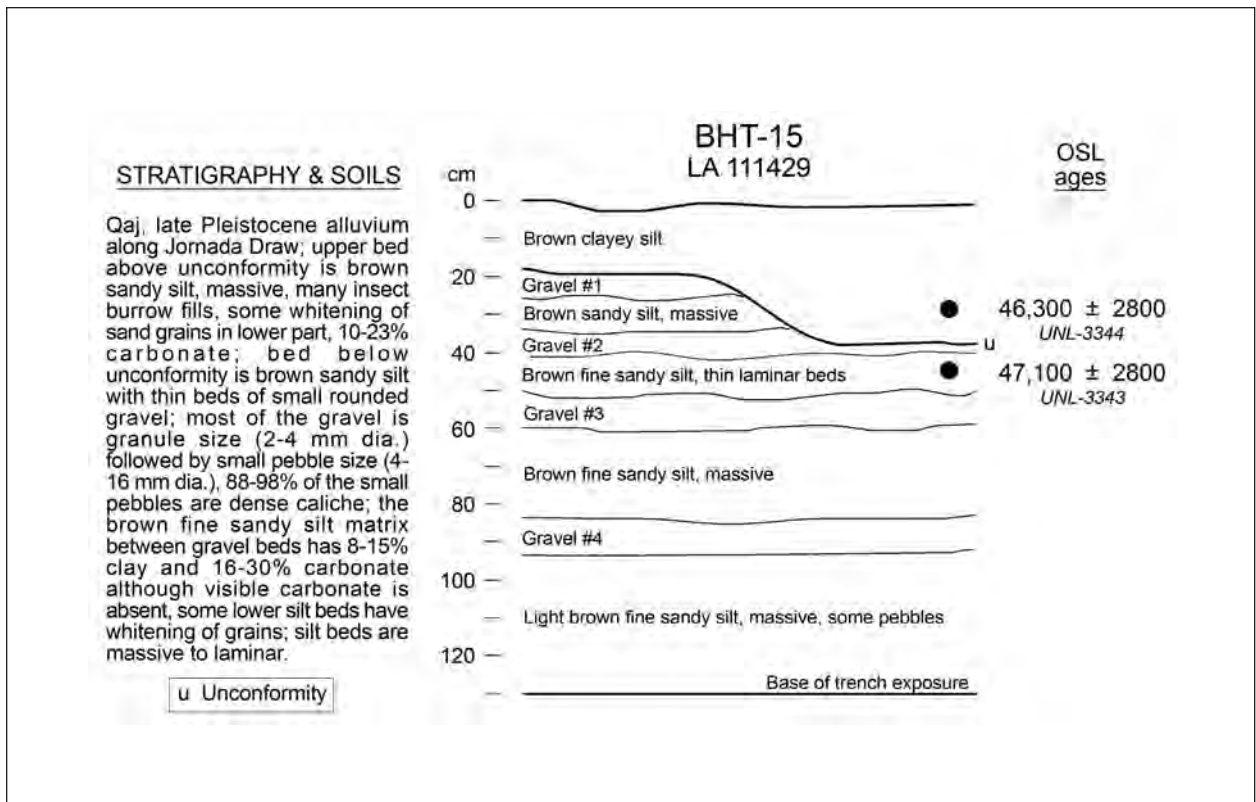 STRATIGRAPHY & SOILS
Qaj, late Pleistocene alluvium
along Jornada Draw; upper bed
above unconformity is brown
sandy silt, massive, many insect
burrow fills, some whitening of
sand grains in lower part, 10-23%
carbonate; bed below
unconformity is brown sandy silt
with thin beds of small rounded
gravel; most of the gravel is
granule size (2-4 mm dia.)
followed by small pebble size (4-
16 mm dia.), 88-98% of the small
pebbles are dense caliche; the
brown fine sandy silt matrix
between gravel beds has 8-15%
clay and 16-30% carbonate
although visible carbonate is
absent, some lower silt beds have
whitening of grains; silt beds are
massive to laminar.
u Unconformity
BHT-15
LA 111429
cm
0
20
40
60
80
100
120
Brown clayey silt
Gravel #1
Brown sandy silt, massive
Gravel #2
Brown fine sandy silt, thin laminar beds
Gravel #3
Brown fine sandy silt, massive
Gravel #4
Light brown fine sandy silt, massive, some pebbles
Base of trench exposure
u
OSL
ages
46,300 ± 2800
UNL-3344
47,100 ± 2800
UNL-3343